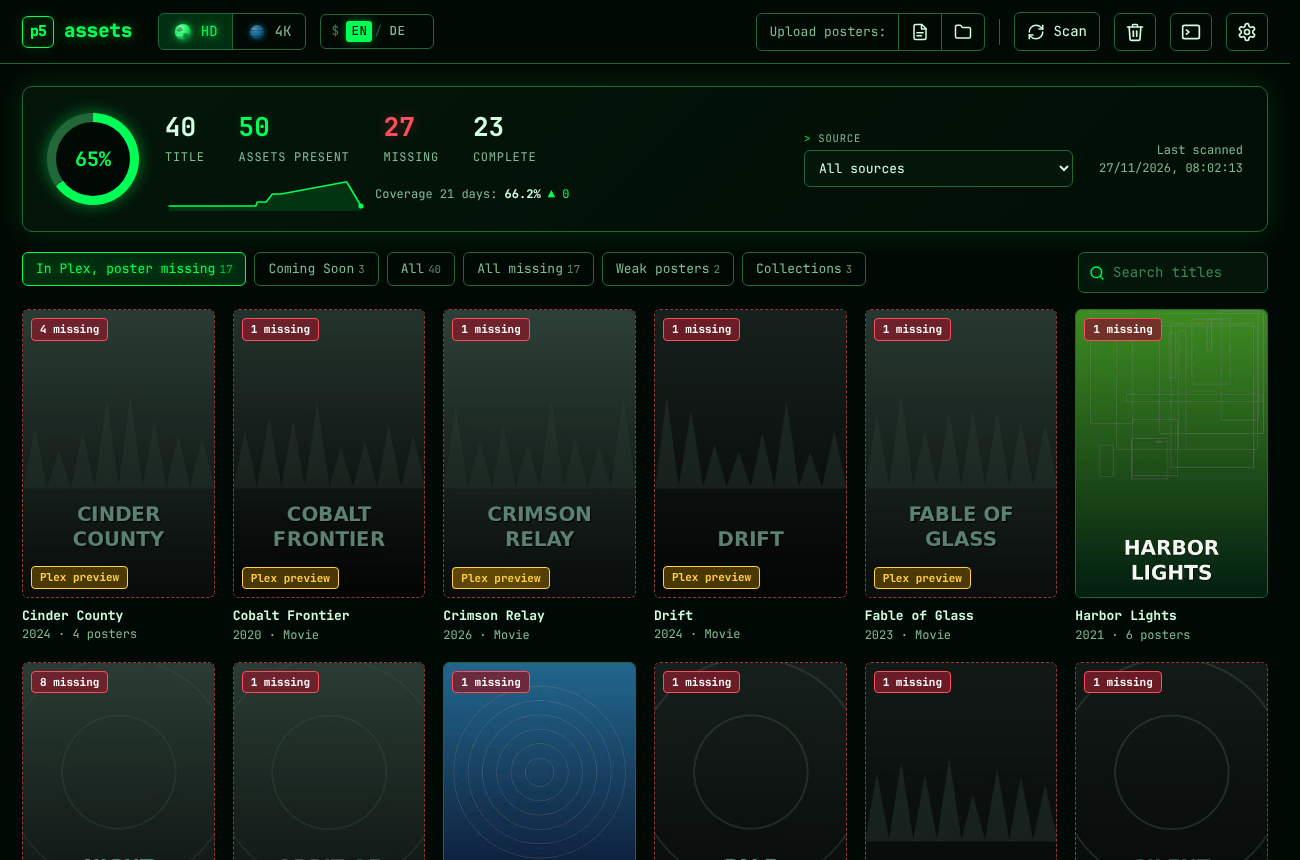 p5 assets HD 4K $ EN / DE Upload posters: Scan
65%
40 50 27 23
TITLE ASSETS PRESENT MISSING COMPLETE
Coverage 21 days: 66.2% ▲ 0
> SOURCE
All sources
Last scanned
27/11/2026, 08:02:13
In Plex, poster missing 17 Coming Soon 3 All 40 All missing 17 Weak posters 2 Collections 3 Search titles
4 missing 1 missing 1 missing 1 missing 1 missing 1 missing
CINDER COUNTY
COBALT FRONTIER
CRIMSON RELAY
DRIFT
FABLE OF GLASS
HARBOR LIGHTS
Plex preview Plex preview Plex preview Plex preview Plex preview
Cinder County Cobalt Frontier Crimson Relay Drift Fable of Glass Harbor Lights
2024 · 4 posters 2020 · Movie 2026 · Movie 2024 · Movie 2023 · Movie 2021 · 6 posters
8 missing 1 missing 1 missing 1 missing 1 missing 1 missing